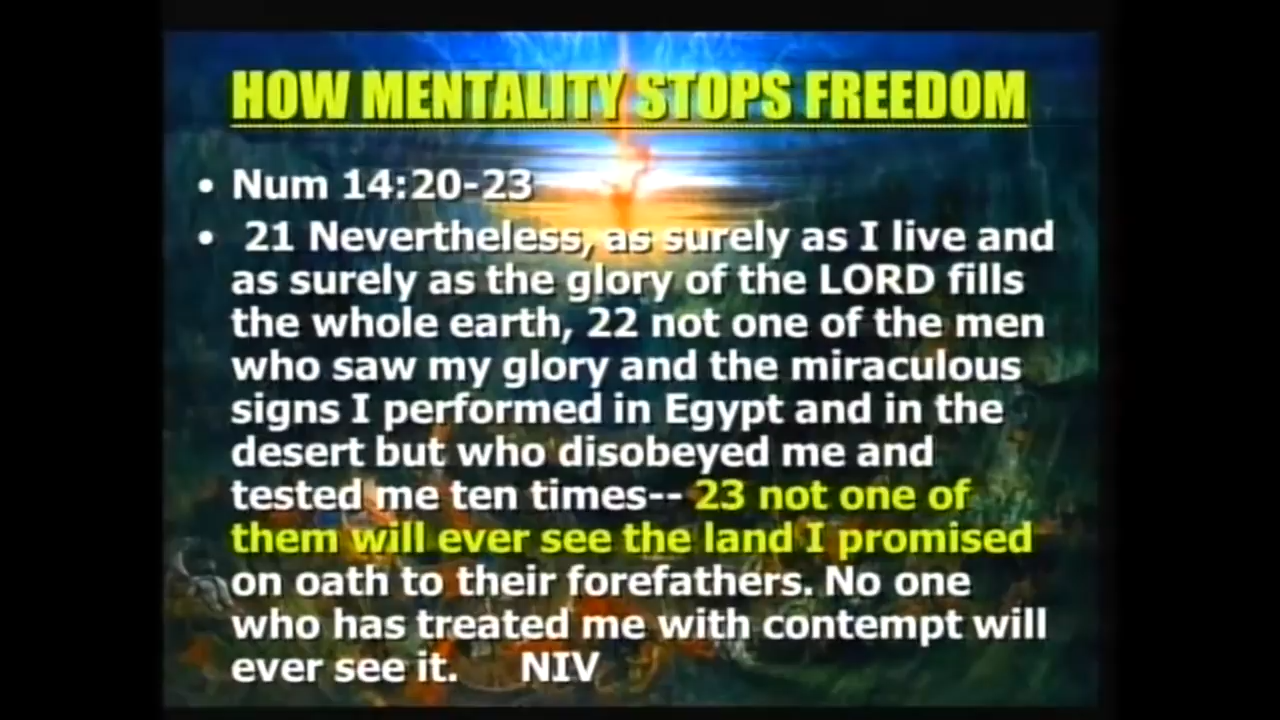 HOW MENTALITY STOPS FREEDOM
• Num 14:20-23
• 21 Nevertheless, as surely as I live and
as surely as the glory of the LORD fills
the whole earth, 22 not one of the men
who saw my glory and the miraculous
signs I performed in Egypt and in the
desert but who disobeyed me and
tested me ten times-- 23 not one of
them will ever see the land I promised
on oath to their forefathers. No one
who has treated me with contempt will
ever see it. NIV